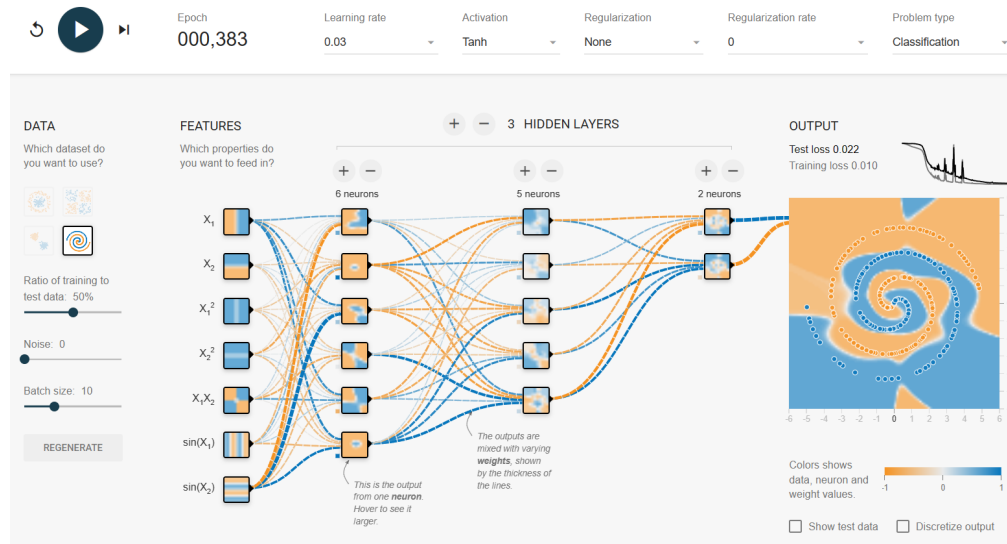 Epoch
000,383
Learning rate
0.03
Activation
Tanh
Regularization
None
Regularization rate
0
Problem type
Classification
DATA
Which dataset do
you want to use?
Ratio of training to
test data: 50%
Noise: 0
Batch size: 10
REGENERATE
FEATURES
Which properties do
you want to feed in?
X₁
X₂
X₁²
X₂²
X₁X₂
sin(X₁)
sin(X₂)
+ − 3 HIDDEN LAYERS
+ −
6 neurons
+ −
5 neurons
+ −
2 neurons
This is the output
from one neuron.
Hover to see it
larger.
The outputs are
mixed with varying
weights, shown
by the thickness of
the lines.
OUTPUT
Test loss 0.022
Training loss 0.010
-6 -5 -4 -3 -2 -1 0 1 2 3 4 5 6
Colors shows
data, neuron and
weight values.
-1 0 1
Show test data
Discretize output